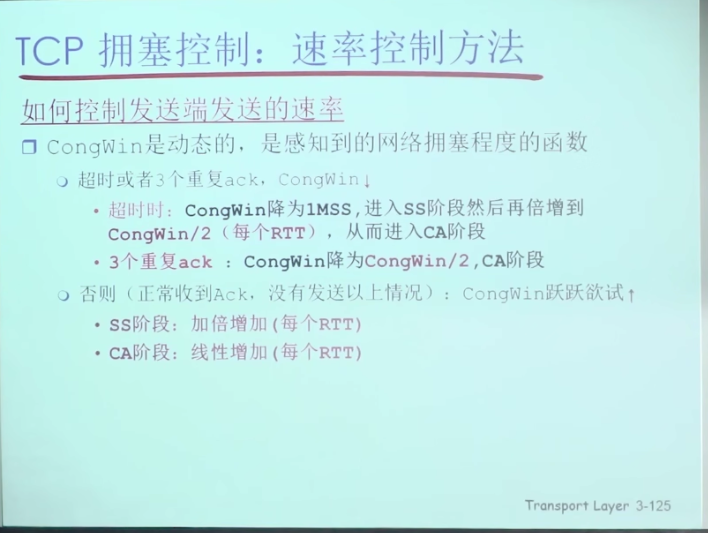 TCP 拥塞控制：速率控制方法
如何控制发送端发送的速率
CongWin是动态的，是感知到的网络拥塞程度的函数
超时或者3个重复ack，CongWin↓
• 超时时：CongWin降为1MSS,进入SS阶段然后再倍增到
CongWin/2（每个RTT），从而进入CA阶段
• 3个重复ack ：CongWin降为CongWin/2,CA阶段
否则（正常收到Ack，没有发送以上情况）：CongWin跃跃欲试↑
• SS阶段：加倍增加(每个RTT)
• CA阶段：线性增加(每个RTT)
Transport Layer 3-125